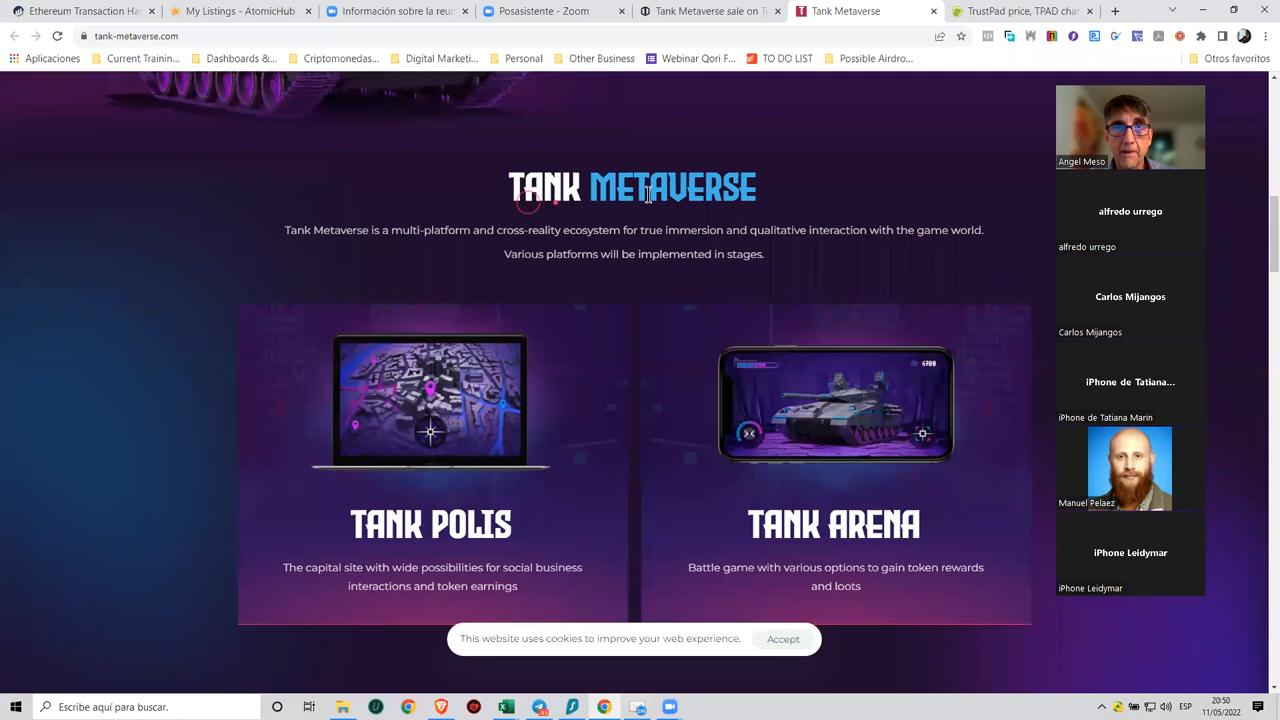 Ethereum Transaction Has
My Listings - AtomicHub
Información sobre la reun
Posasistente - Zoom
Tank Metaverse sale on Tp
Tank Metaverse
TrustPad price, TPAD char
tank-metaverse.com
Aplicaciones
Current Trainin...
Dashboards &...
Criptomonedas...
Digital Marketi...
Personal
Other Business
Webinar Qori F...
TO DO LIST
Possible Airdro...
Otros favoritos
TANK METAVERSE
Tank Metaverse is a multi-platform and cross-reality ecosystem for true immersion and qualitative interaction with the game world.
Various platforms will be implemented in stages.
4788
TANK POLIS
The capital site with wide possibilities for social business
interactions and token earnings
TANK ARENA
Battle game with various options to gain token rewards
and loots
This website uses cookies to improve your web experience.
Accept
Angel Meso
alfredo urrego
alfredo urrego
Carlos Mijangos
Carlos Mijangos
iPhone de Tatiana...
iPhone de Tatiana Marin
Manuel Pelaez
iPhone Leidymar
iPhone Leidymar
Escribe aquí para buscar.
ESP
20:50
11/05/2022